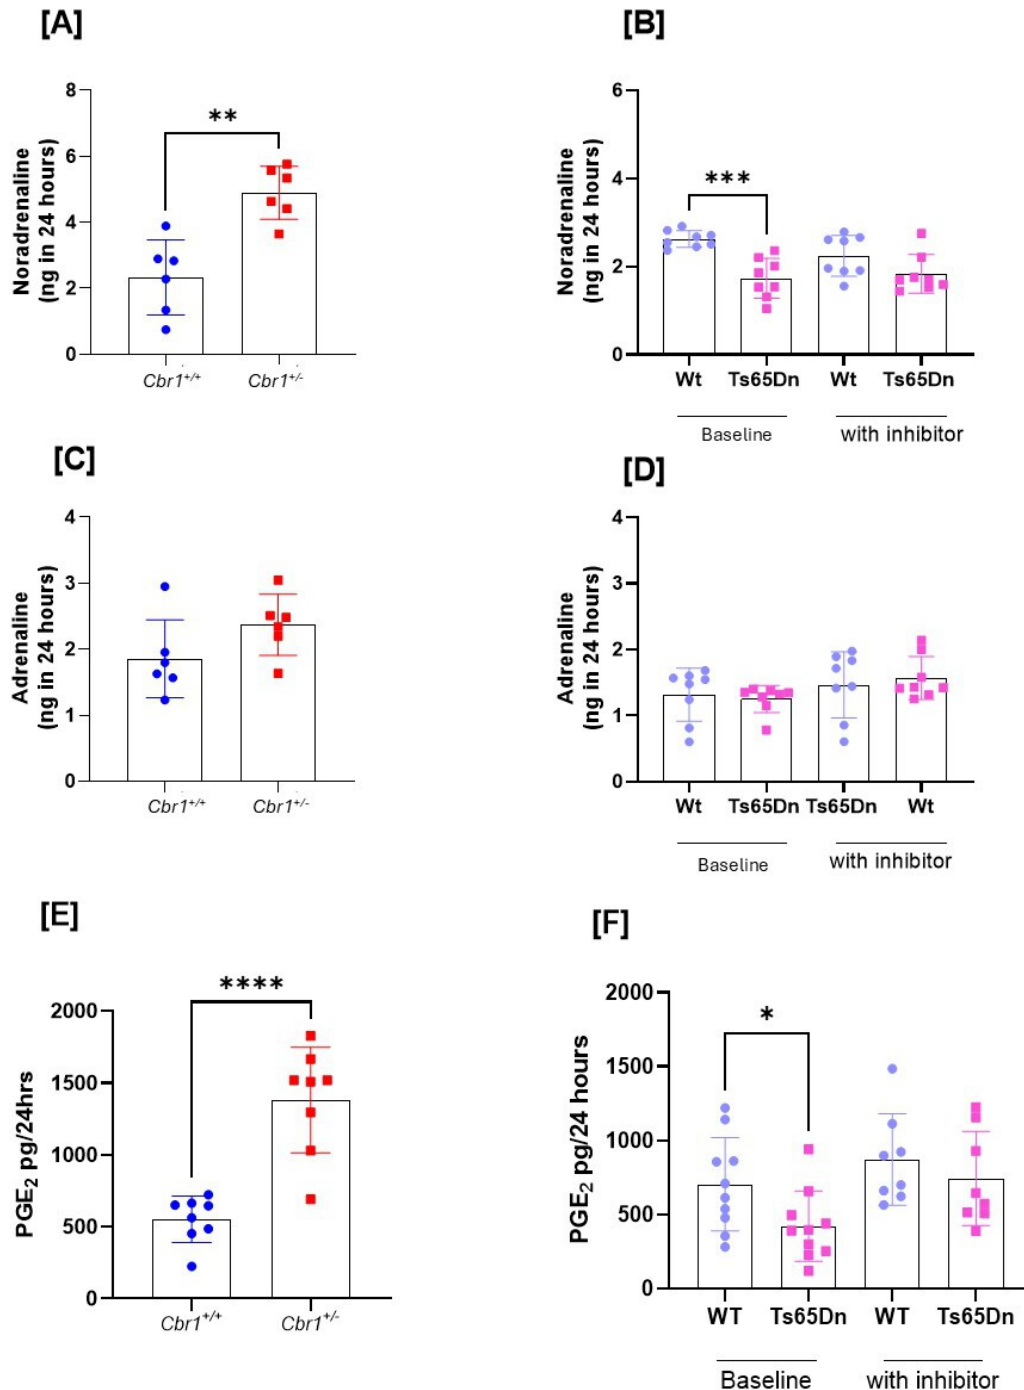 [A]
8
6
4
2
0
Noradrenaline
(ng in 24 hours)
**
Cbr1+/+
Cbr1+/-
[B]
6
4
2
0
Noradrenaline
(ng in 24 hours)
***
Wt Ts65Dn Wt Ts65Dn
Baseline with inhibitor
[C]
4
3
2
1
0
Adrenaline
(ng in 24 hours)
Cbr1+/+
Cbr1+/-
[D]
4
3
2
1
0
Adrenaline
(ng in 24 hours)
Wt Ts65Dn Ts65Dn Wt
Baseline with inhibitor
[E]
2000
1500
1000
500
0
PGE2 pg/24hrs
****
Cbr1+/+
Cbr1+/-
[F]
2000
1500
1000
500
0
PGE2 pg/24 hours
*
WT Ts65Dn WT Ts65Dn
Baseline with inhibitor